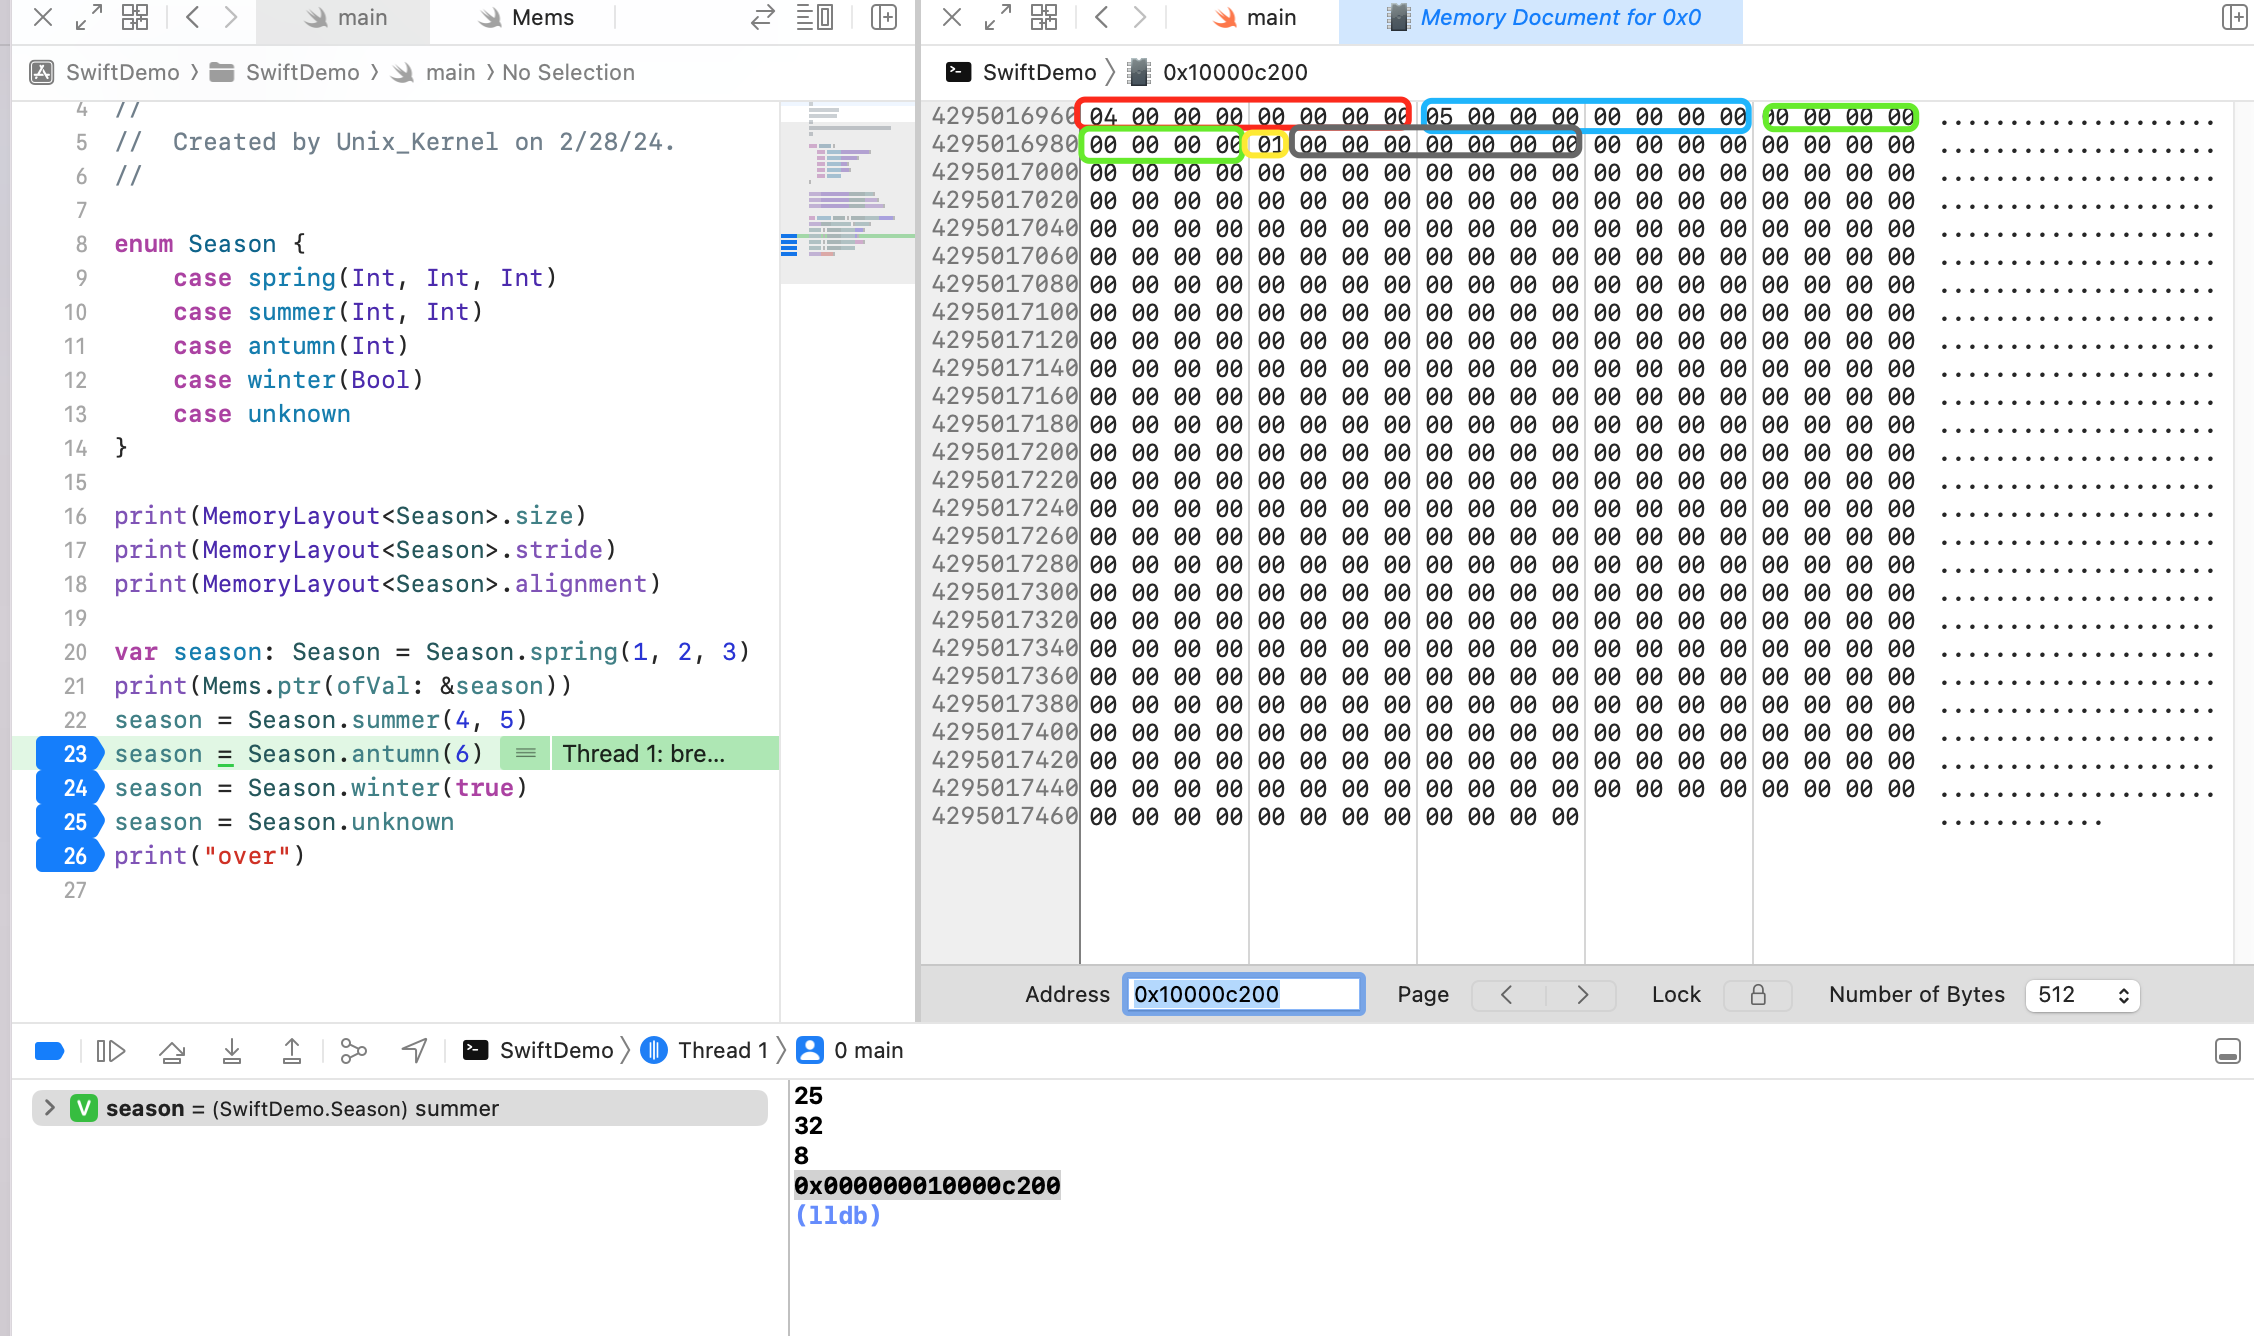 main
Mems
SwiftDemo 〉 SwiftDemo 〉 main 〉 No Selection
4 //
5 //  Created by Unix_Kernel on 2/28/24.
6 //
7
8 enum Season {
9     case spring(Int, Int, Int)
10     case summer(Int, Int)
11     case antumn(Int)
12     case winter(Bool)
13     case unknown
14 }
15
16 print(MemoryLayout<Season>.size)
17 print(MemoryLayout<Season>.stride)
18 print(MemoryLayout<Season>.alignment)
19
20 var season: Season = Season.spring(1, 2, 3)
21 print(Mems.ptr(ofVal: &season))
22 season = Season.summer(4, 5)
23 season = Season.antumn(6) Thread 1: bre...
24 season = Season.winter(true)
25 season = Season.unknown
26 print("over")
27
main
Memory Document for 0x0
SwiftDemo 〉 0x10000c200
4295016960 04 00 00 00 00 00 00 00 05 00 00 00 00 00 00 00 00 00 00 00 ....................
4295016980 00 00 00 00 01 00 00 00 00 00 00 00 00 00 00 00 00 00 00 00 ....................
4295017000 00 00 00 00 00 00 00 00 00 00 00 00 00 00 00 00 00 00 00 00 ....................
4295017020 00 00 00 00 00 00 00 00 00 00 00 00 00 00 00 00 00 00 00 00 ....................
4295017040 00 00 00 00 00 00 00 00 00 00 00 00 00 00 00 00 00 00 00 00 ....................
4295017060 00 00 00 00 00 00 00 00 00 00 00 00 00 00 00 00 00 00 00 00 ....................
4295017080 00 00 00 00 00 00 00 00 00 00 00 00 00 00 00 00 00 00 00 00 ....................
4295017100 00 00 00 00 00 00 00 00 00 00 00 00 00 00 00 00 00 00 00 00 ....................
4295017120 00 00 00 00 00 00 00 00 00 00 00 00 00 00 00 00 00 00 00 00 ....................
4295017140 00 00 00 00 00 00 00 00 00 00 00 00 00 00 00 00 00 00 00 00 ....................
4295017160 00 00 00 00 00 00 00 00 00 00 00 00 00 00 00 00 00 00 00 00 ....................
4295017180 00 00 00 00 00 00 00 00 00 00 00 00 00 00 00 00 00 00 00 00 ....................
4295017200 00 00 00 00 00 00 00 00 00 00 00 00 00 00 00 00 00 00 00 00 ....................
4295017220 00 00 00 00 00 00 00 00 00 00 00 00 00 00 00 00 00 00 00 00 ....................
4295017240 00 00 00 00 00 00 00 00 00 00 00 00 00 00 00 00 00 00 00 00 ....................
4295017260 00 00 00 00 00 00 00 00 00 00 00 00 00 00 00 00 00 00 00 00 ....................
4295017280 00 00 00 00 00 00 00 00 00 00 00 00 00 00 00 00 00 00 00 00 ....................
4295017300 00 00 00 00 00 00 00 00 00 00 00 00 00 00 00 00 00 00 00 00 ....................
4295017320 00 00 00 00 00 00 00 00 00 00 00 00 00 00 00 00 00 00 00 00 ....................
4295017340 00 00 00 00 00 00 00 00 00 00 00 00 00 00 00 00 00 00 00 00 ....................
4295017360 00 00 00 00 00 00 00 00 00 00 00 00 00 00 00 00 00 00 00 00 ....................
4295017380 00 00 00 00 00 00 00 00 00 00 00 00 00 00 00 00 00 00 00 00 ....................
4295017400 00 00 00 00 00 00 00 00 00 00 00 00 00 00 00 00 00 00 00 00 ....................
4295017420 00 00 00 00 00 00 00 00 00 00 00 00 00 00 00 00 00 00 00 00 ....................
4295017440 00 00 00 00 00 00 00 00 00 00 00 00 00 00 00 00 00 00 00 00 ....................
4295017460 00 00 00 00 00 00 00 00 00 00 00 00 ............
Address 0x10000c200 Page Lock Number of Bytes 512
SwiftDemo 〉 Thread 1 〉 0 main
V season = (SwiftDemo.Season) summer
25
32
8
0x000000010000c200
(lldb)